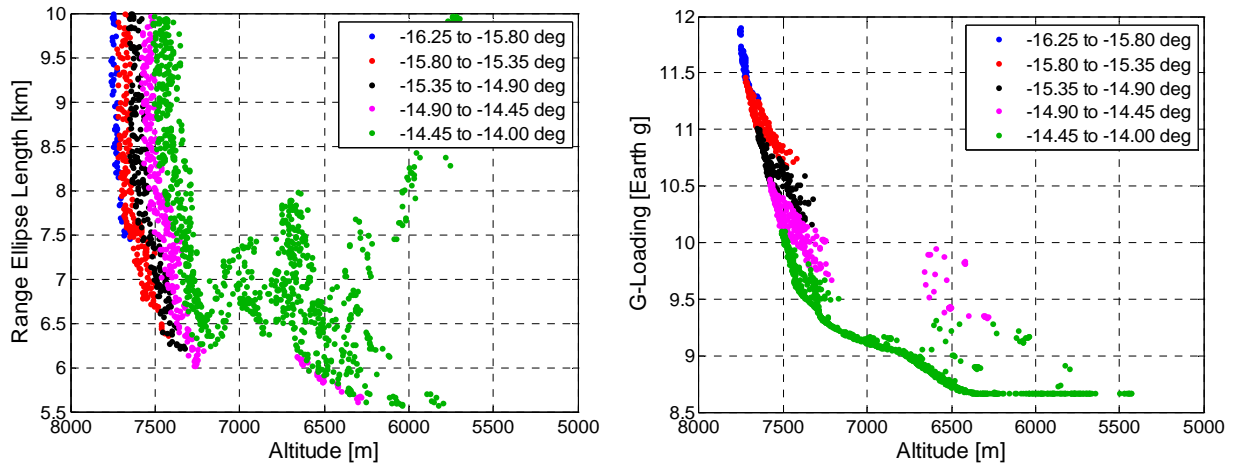 Range Ellipse Length [km]
10
9.5
9
8.5
8
7.5
7
6.5
6
5.5
8000 7500 7000 6500 6000 5500 5000
Altitude [m]
-16.25 to -15.80 deg
-15.80 to -15.35 deg
-15.35 to -14.90 deg
-14.90 to -14.45 deg
-14.45 to -14.00 deg
G-Loading [Earth g]
12
11.5
11
10.5
10
9.5
9
8.5
8000 7500 7000 6500 6000 5500 5000
Altitude [m]
-16.25 to -15.80 deg
-15.80 to -15.35 deg
-15.35 to -14.90 deg
-14.90 to -14.45 deg
-14.45 to -14.00 deg